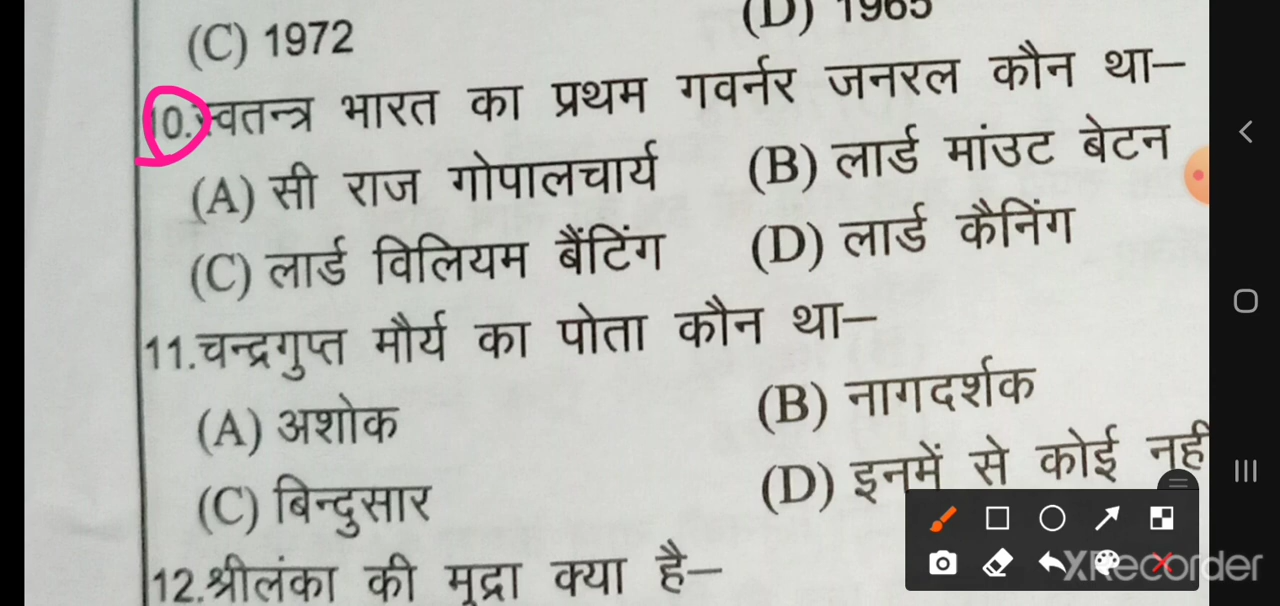 (C) 1972 (D) 1965
10.स्वतन्त्र भारत का प्रथम गवर्नर जनरल कौन था–
(A) सी राज गोपालचार्य (B) लार्ड मांउट बेटन
(C) लार्ड विलियम बैंटिंग (D) लार्ड कैनिंग
11.चन्द्रगुप्त मौर्य का पोता कौन था–
(A) अशोक (B) नागदर्शक
(C) बिन्दुसार (D) इनमें से कोई नही
12.श्रीलंका की मुद्रा क्या है–
XRecorder